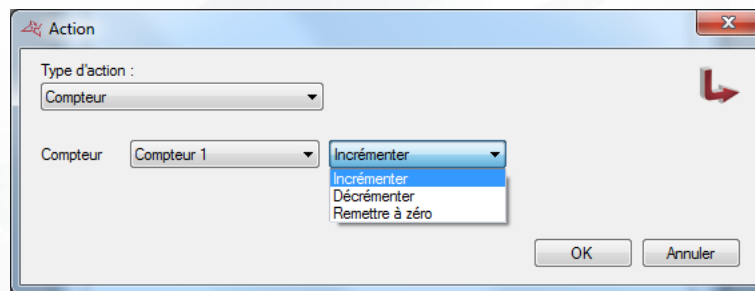 Action
Type d'action :
Compteur
Compteur Compteur 1 Incrémenter
Incrémenter
Décrémenter
Remettre à zéro
OK Annuler